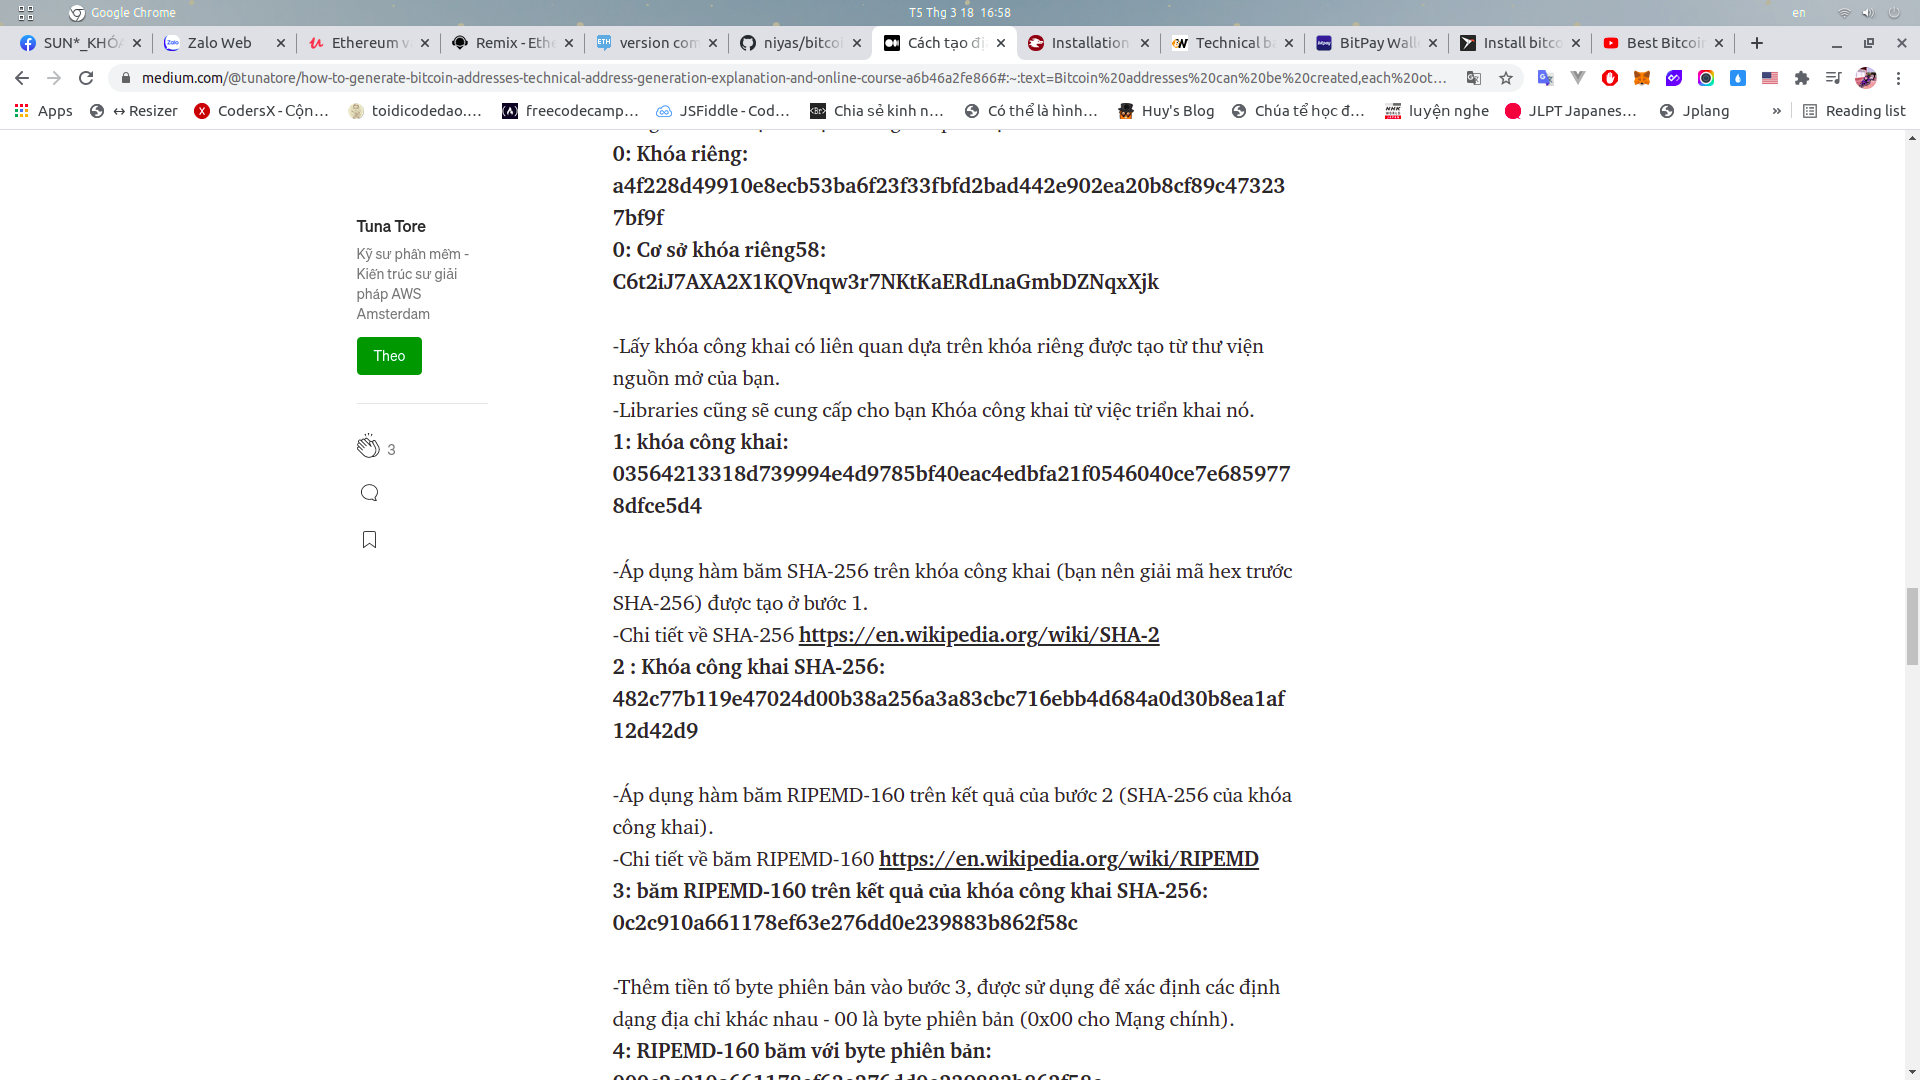 Google Chrome
T5 Thg 3 18 16:58
en
SUN*_KHÓA
Zalo Web
Ethereum v
Remix - Ethe
version com
niyas/bitcoi
Cách tạo địa
Installation
Technical ba
BitPay Walle
Install bitco
Best Bitcoin
medium.com/@tunatore/how-to-generate-bitcoin-addresses-technical-address-generation-explanation-and-online-course-a6b46a2fe866#:~:text=Bitcoin%20addresses%20can%20be%20created,each%20ot…
Apps
↔ Resizer
CodersX - Cộn…
toidicodedao.…
freecodecamp…
JSFiddle - Cod…
Chia sẻ kinh n…
Có thể là hình…
Huy's Blog
Chúa tể học đ…
luyện nghe
JLPT Japanes…
Jplang
»
Reading list
0: Khóa riêng:
a4f228d49910e8ecb53ba6f23f33fbfd2bad442e902ea20b8cf89c47323
7bf9f
0: Cơ sở khóa riêng58:
C6t2iJ7AXA2X1KQVnqw3r7NKtKaERdLnaGmbDZNqxXjk
Tuna Tore
Kỹ sư phần mềm -
Kiến trúc sư giải
pháp AWS
Amsterdam
Theo
3
-Lấy khóa công khai có liên quan dựa trên khóa riêng được tạo từ thư viện
nguồn mở của bạn.
-Libraries cũng sẽ cung cấp cho bạn Khóa công khai từ việc triển khai nó.
1: khóa công khai:
03564213318d739994e4d9785bf40eac4edbfa21f0546040ce7e685977
8dfce5d4
-Áp dụng hàm băm SHA-256 trên khóa công khai (bạn nên giải mã hex trước
SHA-256) được tạo ở bước 1.
-Chi tiết về SHA-256 https://en.wikipedia.org/wiki/SHA-2
2 : Khóa công khai SHA-256:
482c77b119e47024d00b38a256a3a83cbc716ebb4d684a0d30b8ea1af
12d42d9
-Áp dụng hàm băm RIPEMD-160 trên kết quả của bước 2 (SHA-256 của khóa
công khai).
-Chi tiết về băm RIPEMD-160 https://en.wikipedia.org/wiki/RIPEMD
3: băm RIPEMD-160 trên kết quả của khóa công khai SHA-256:
0c2c910a661178ef63e276dd0e239883b862f58c
-Thêm tiền tố byte phiên bản vào bước 3, được sử dụng để xác định các định
dạng địa chỉ khác nhau - 00 là byte phiên bản (0x00 cho Mạng chính).
4: RIPEMD-160 băm với byte phiên bản:
000c2c910a661178ef63e276dd0e239883b862f58c